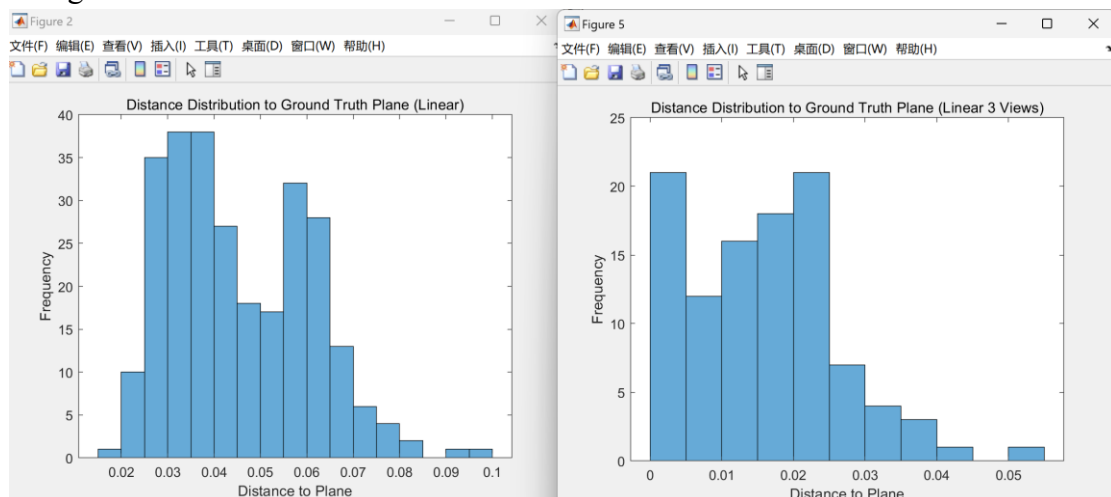 Figure 2
文件(F) 编辑(E) 查看(V) 插入(I) 工具(T) 桌面(D) 窗口(W) 帮助(H)
Distance Distribution to Ground Truth Plane (Linear)
40
35
30
25
20
15
10
5
0
Frequency
0.02 0.03 0.04 0.05 0.06 0.07 0.08 0.09 0.1
Distance to Plane
Figure 5
文件(F) 编辑(E) 查看(V) 插入(I) 工具(T) 桌面(D) 窗口(W) 帮助(H)
Distance Distribution to Ground Truth Plane (Linear 3 Views)
25
20
15
10
5
0
Frequency
0 0.01 0.02 0.03 0.04 0.05
Distance to Plane